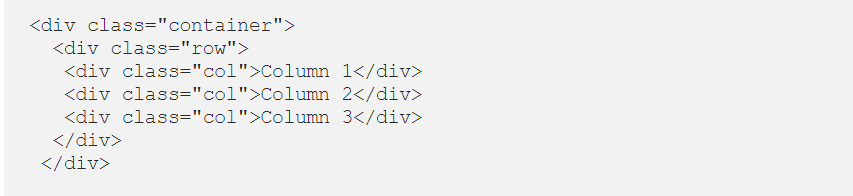 <div class="container">
<div class="row">
<div class="col">Column 1</div>
<div class="col">Column 2</div>
<div class="col">Column 3</div>
</div>
</div>